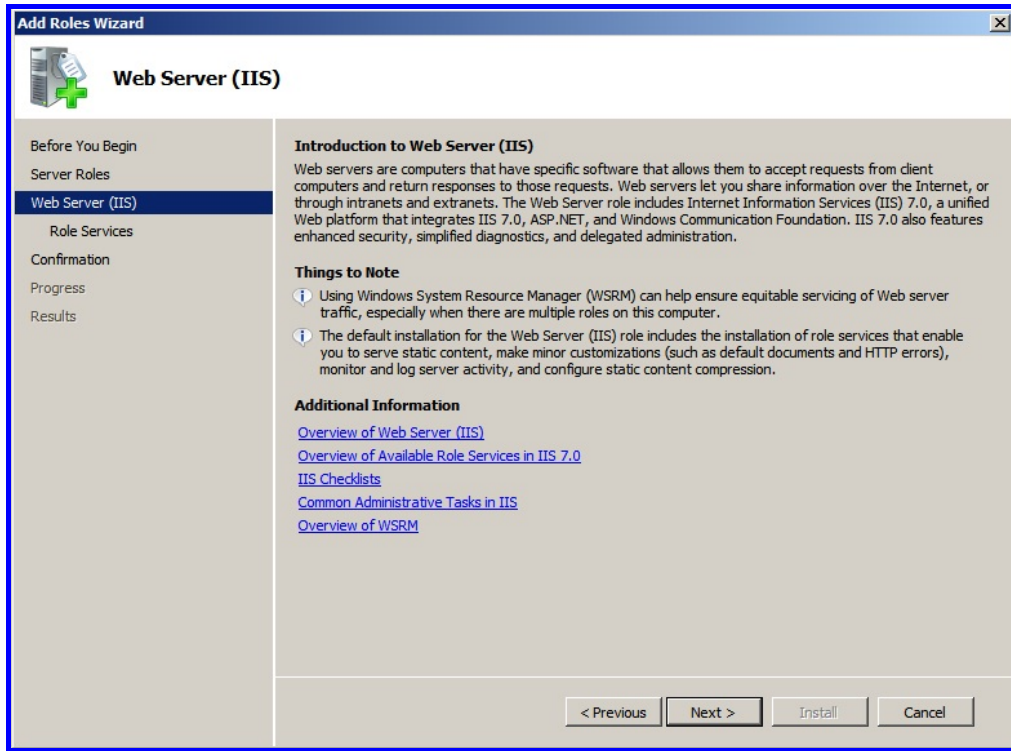 Add Roles Wizard
Web Server (IIS)
Before You Begin
Server Roles
Web Server (IIS)
Role Services
Confirmation
Progress
Results
Introduction to Web Server (IIS)
Web servers are computers that have specific software that allows them to accept requests from client
computers and return responses to those requests. Web servers let you share information over the Internet, or
through intranets and extranets. The Web Server role includes Internet Information Services (IIS) 7.0, a unified
Web platform that integrates IIS 7.0, ASP.NET, and Windows Communication Foundation. IIS 7.0 also features
enhanced security, simplified diagnostics, and delegated administration.
Things to Note
Using Windows System Resource Manager (WSRM) can help ensure equitable servicing of Web server
traffic, especially when there are multiple roles on this computer.
The default installation for the Web Server (IIS) role includes the installation of role services that enable
you to serve static content, make minor customizations (such as default documents and HTTP errors),
monitor and log server activity, and configure static content compression.
Additional Information
Overview of Web Server (IIS)
Overview of Available Role Services in IIS 7.0
IIS Checklists
Common Administrative Tasks in IIS
Overview of WSRM
< Previous Next > Install Cancel